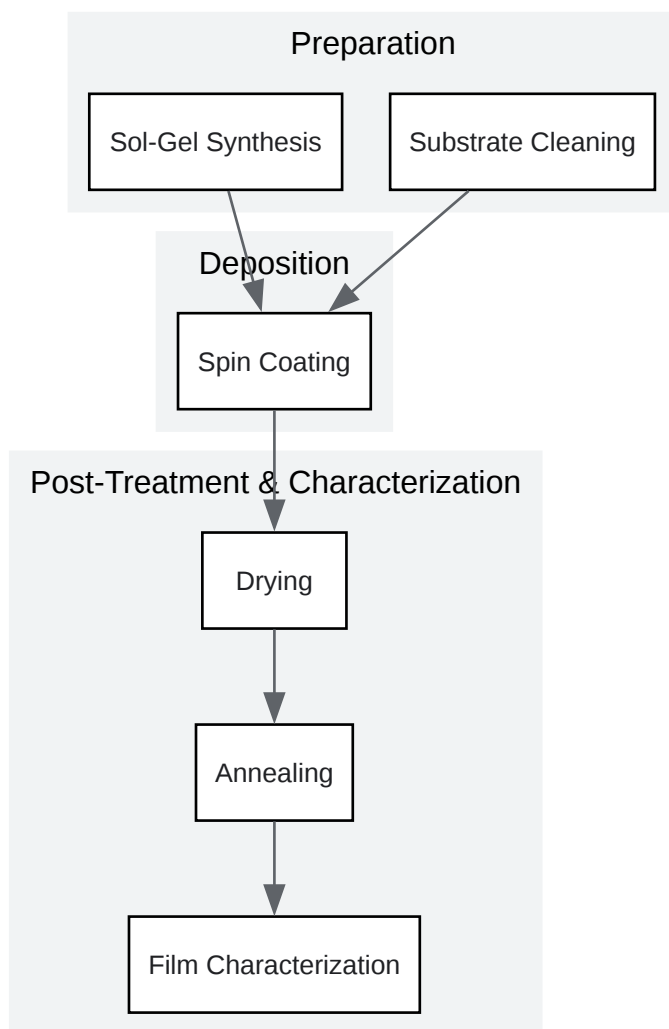 Preparation
Sol-Gel Synthesis
Substrate Cleaning
Deposition
Spin Coating
Post-Treatment & Characterization
Drying
Annealing
Film Characterization